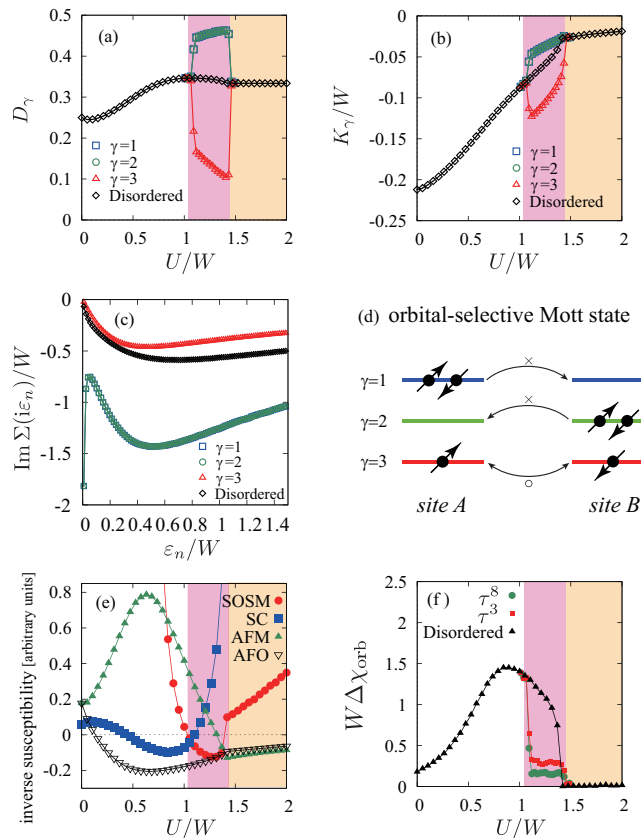 (a)
D_γ
0.5
0.4
0.3
0.2
0.1
0
γ=1
γ=2
γ=3
Disordered
0 0.5 1 1.5 2
U/W
(b)
K_γ/W
0
-0.05
-0.1
-0.15
-0.2
-0.25
γ=1
γ=2
γ=3
Disordered
0 0.5 1 1.5 2
U/W
(c)
Im Σ(iε_n)/W
0
-0.5
-1
-1.5
-2
γ=1
γ=2
γ=3
Disordered
0 0.2 0.4 0.6 0.8 1 1.2 1.4
ε_n/W
(d) orbital-selective Mott state
γ=1
×
γ=2
×
γ=3
○
site A
site B
(e)
inverse susceptibility [arbitrary units]
0.8
0.6
0.4
0.2
0
-0.2
SOSM
SC
AFM
AFO
0 0.5 1 1.5 2
U/W
(f)
W Δχ_orb
2.5
2
1.5
1
0.5
0
τ^8
τ^3
Disordered
0 0.5 1 1.5 2
U/W